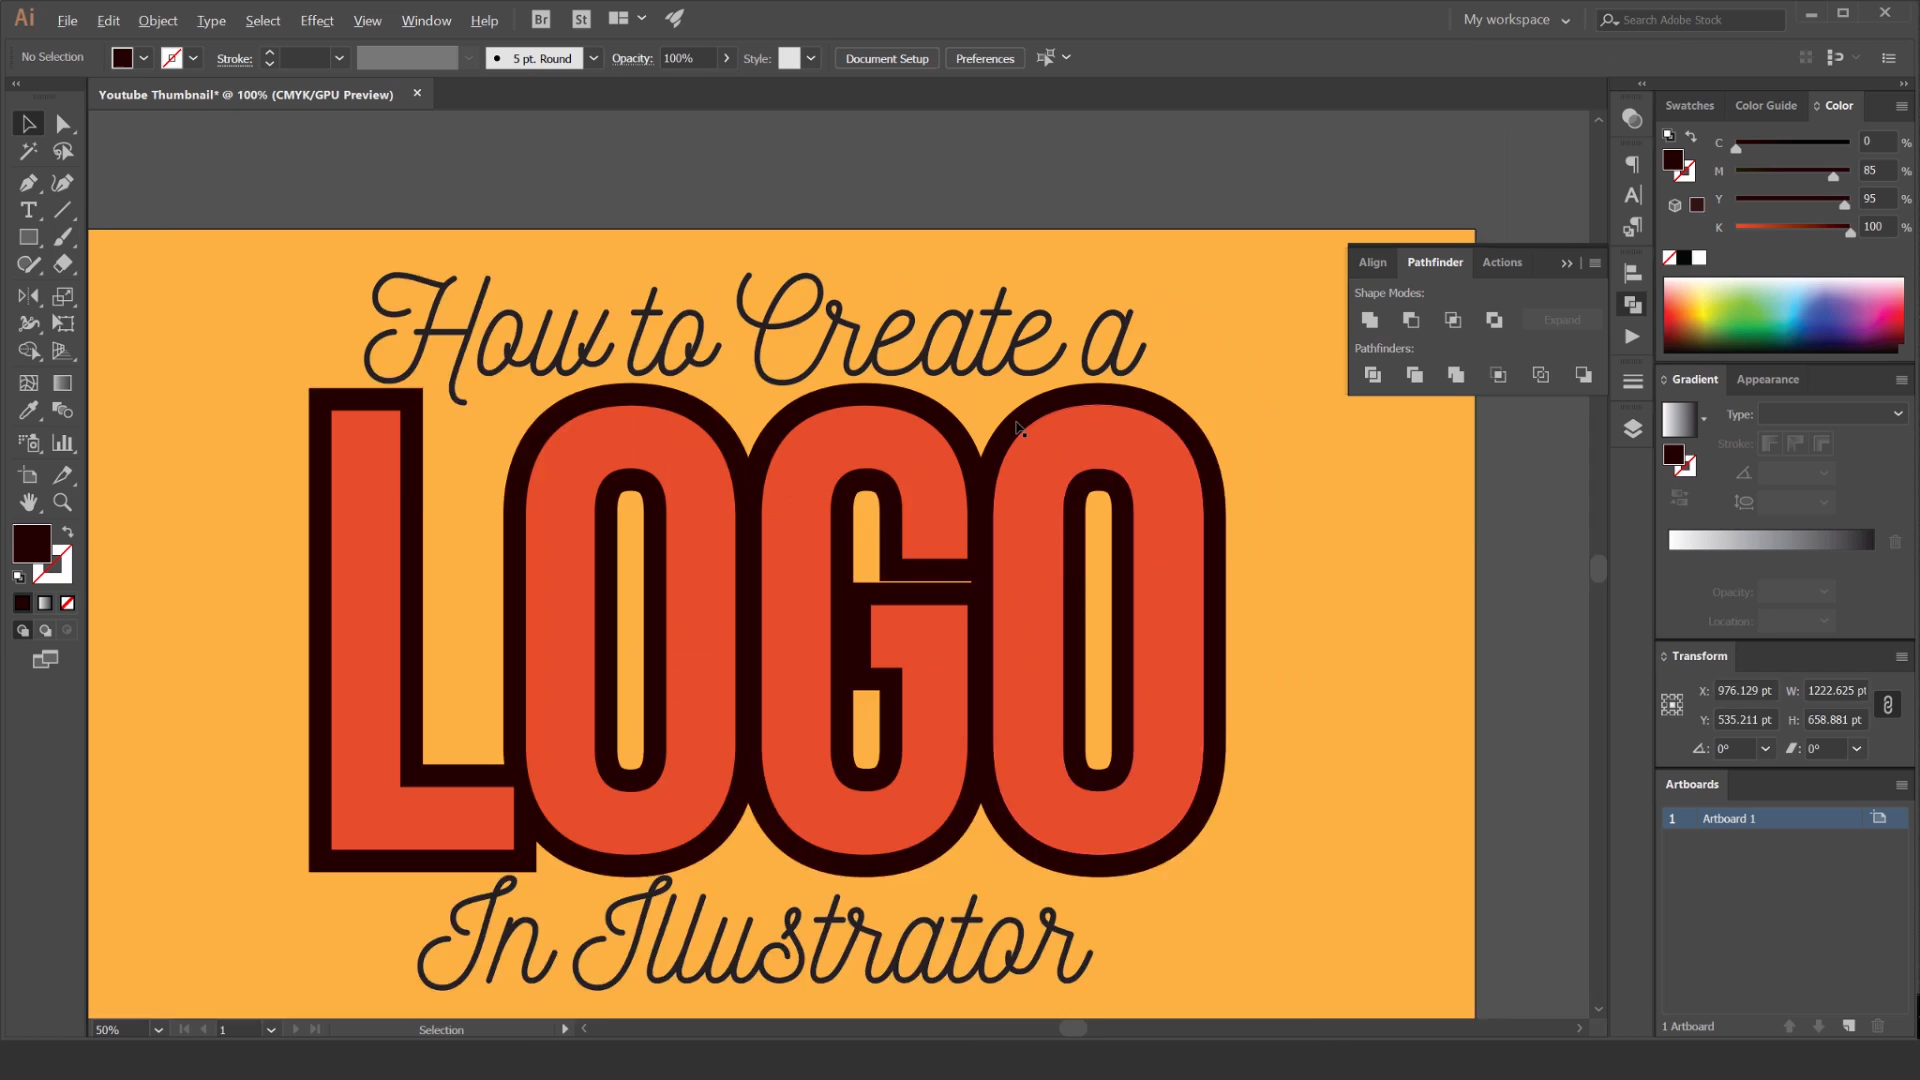 Ai File Edit Object Type Select Effect View Window Help Br St My workspace Search Adobe Stock
No Selection Stroke: 5 pt. Round Opacity: 100% Style: Document Setup Preferences
Youtube Thumbnail* @ 100% (CMYK/GPU Preview)
Swatches Color Guide Color
C 0 %
M 85 %
Y 95 %
K 100 %
Align Pathfinder Actions
Shape Modes:
Expand
Pathfinders:
How to Create a
LOGO
In Illustrator
Gradient Appearance
Type:
Stroke:
Opacity:
Location:
Transform
X: 976.129 pt W: 1222.625 pt
Y: 535.211 pt H: 658.881 pt
0° 0°
Artboards
1 Artboard 1
1 Artboard
50% 1 Selection